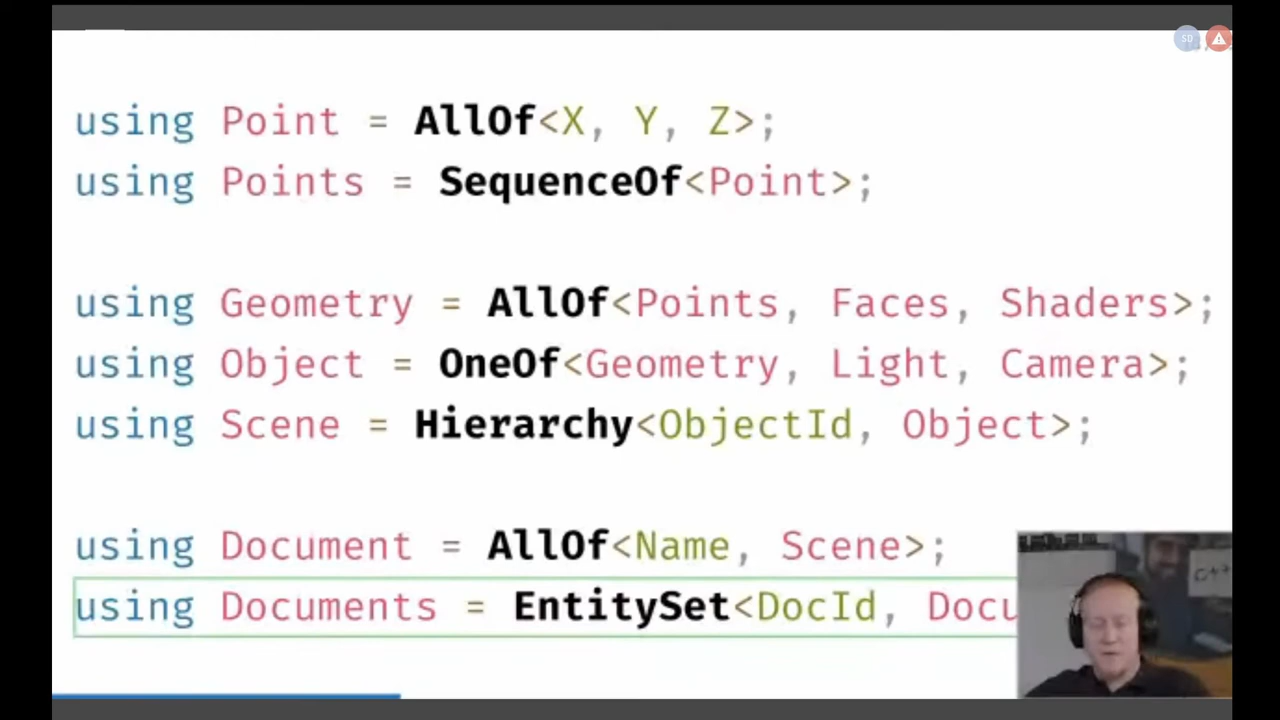 SD
using Point = AllOf<X, Y, Z>;
using Points = SequenceOf<Point>;
using Geometry = AllOf<Points, Faces, Shaders>;
using Object = OneOf<Geometry, Light, Camera>;
using Scene = Hierarchy<ObjectId, Object>;
using Document = AllOf<Name, Scene>;
using Documents = EntitySet<DocId, Docu
C++